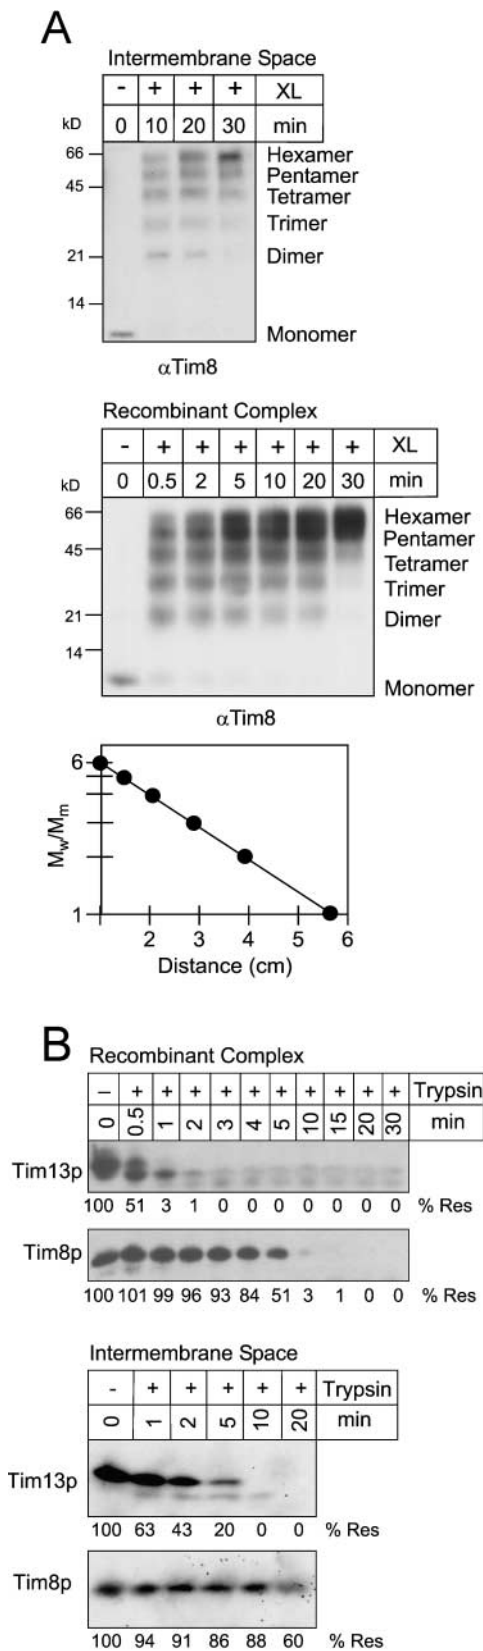 A
Intermembrane Space
- + + + XL
kD 0 10 20 30 min
66 Hexamer
Pentamer
45 Tetramer
Trimer
21 Dimer
14
Monomer
αTim8
Recombinant Complex
- + + + + + + XL
kD 0 0.5 2 5 10 20 30 min
66 Hexamer
Pentamer
45 Tetramer
Trimer
21 Dimer
14
Monomer
αTim8
6
Mw/Mm
1
2 3 4 5 6
Distance (cm)
B
Recombinant Complex
– + + + + + + + + + + Trypsin
0 0.5 1 2 3 4 5 10 15 20 30 min
Tim13p
100 51 3 1 0 0 0 0 0 0 0 % Res
Tim8p
100 101 99 96 93 84 51 3 1 0 0 % Res
Intermembrane Space
- + + + + + Trypsin
0 1 2 5 10 20 min
Tim13p
100 63 43 20 0 0 % Res
Tim8p
100 94 91 86 88 60 % Res